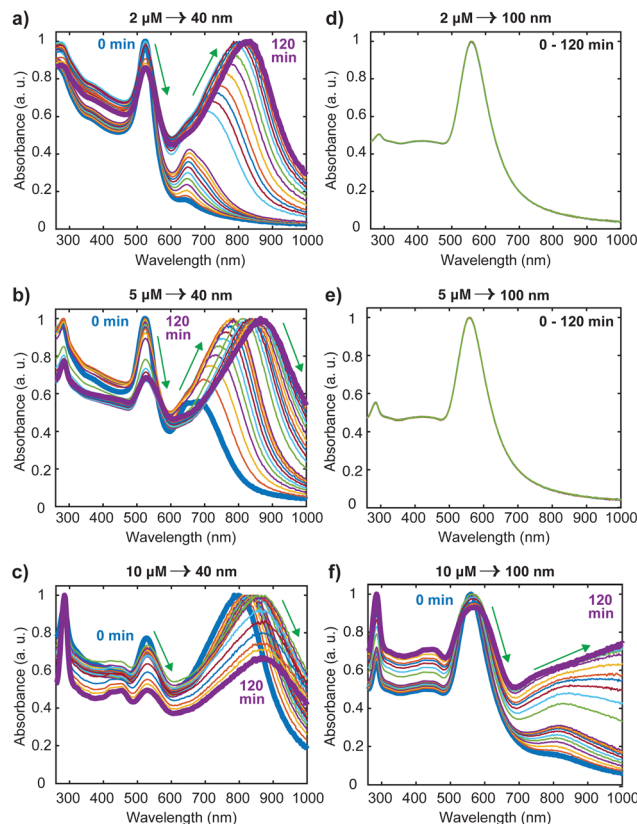 a) 2 µM → 40 nm
0 min
120
min
Absorbance (a. u.)
1
0.8
0.6
0.4
0.2
0
300 400 500 600 700 800 900 1000
Wavelength (nm)
d) 2 µM → 100 nm
0 - 120 min
Absorbance (a. u.)
1
0.8
0.6
0.4
0.2
0
300 400 500 600 700 800 900 1000
Wavelength (nm)
b) 5 µM → 40 nm
0 min
120
min
Absorbance (a. u.)
1
0.8
0.6
0.4
0.2
0
300 400 500 600 700 800 900 1000
Wavelength (nm)
e) 5 µM → 100 nm
0 - 120 min
Absorbance (a. u.)
1
0.8
0.6
0.4
0.2
0
300 400 500 600 700 800 900 1000
Wavelength (nm)
c) 10 µM → 40 nm
0 min
120
min
Absorbance (a. u.)
1
0.8
0.6
0.4
0.2
0
300 400 500 600 700 800 900 1000
Wavelength (nm)
f) 10 µM → 100 nm
0 min
120
min
Absorbance (a. u.)
1
0.8
0.6
0.4
0.2
0
300 400 500 600 700 800 900 1000
Wavelength (nm)